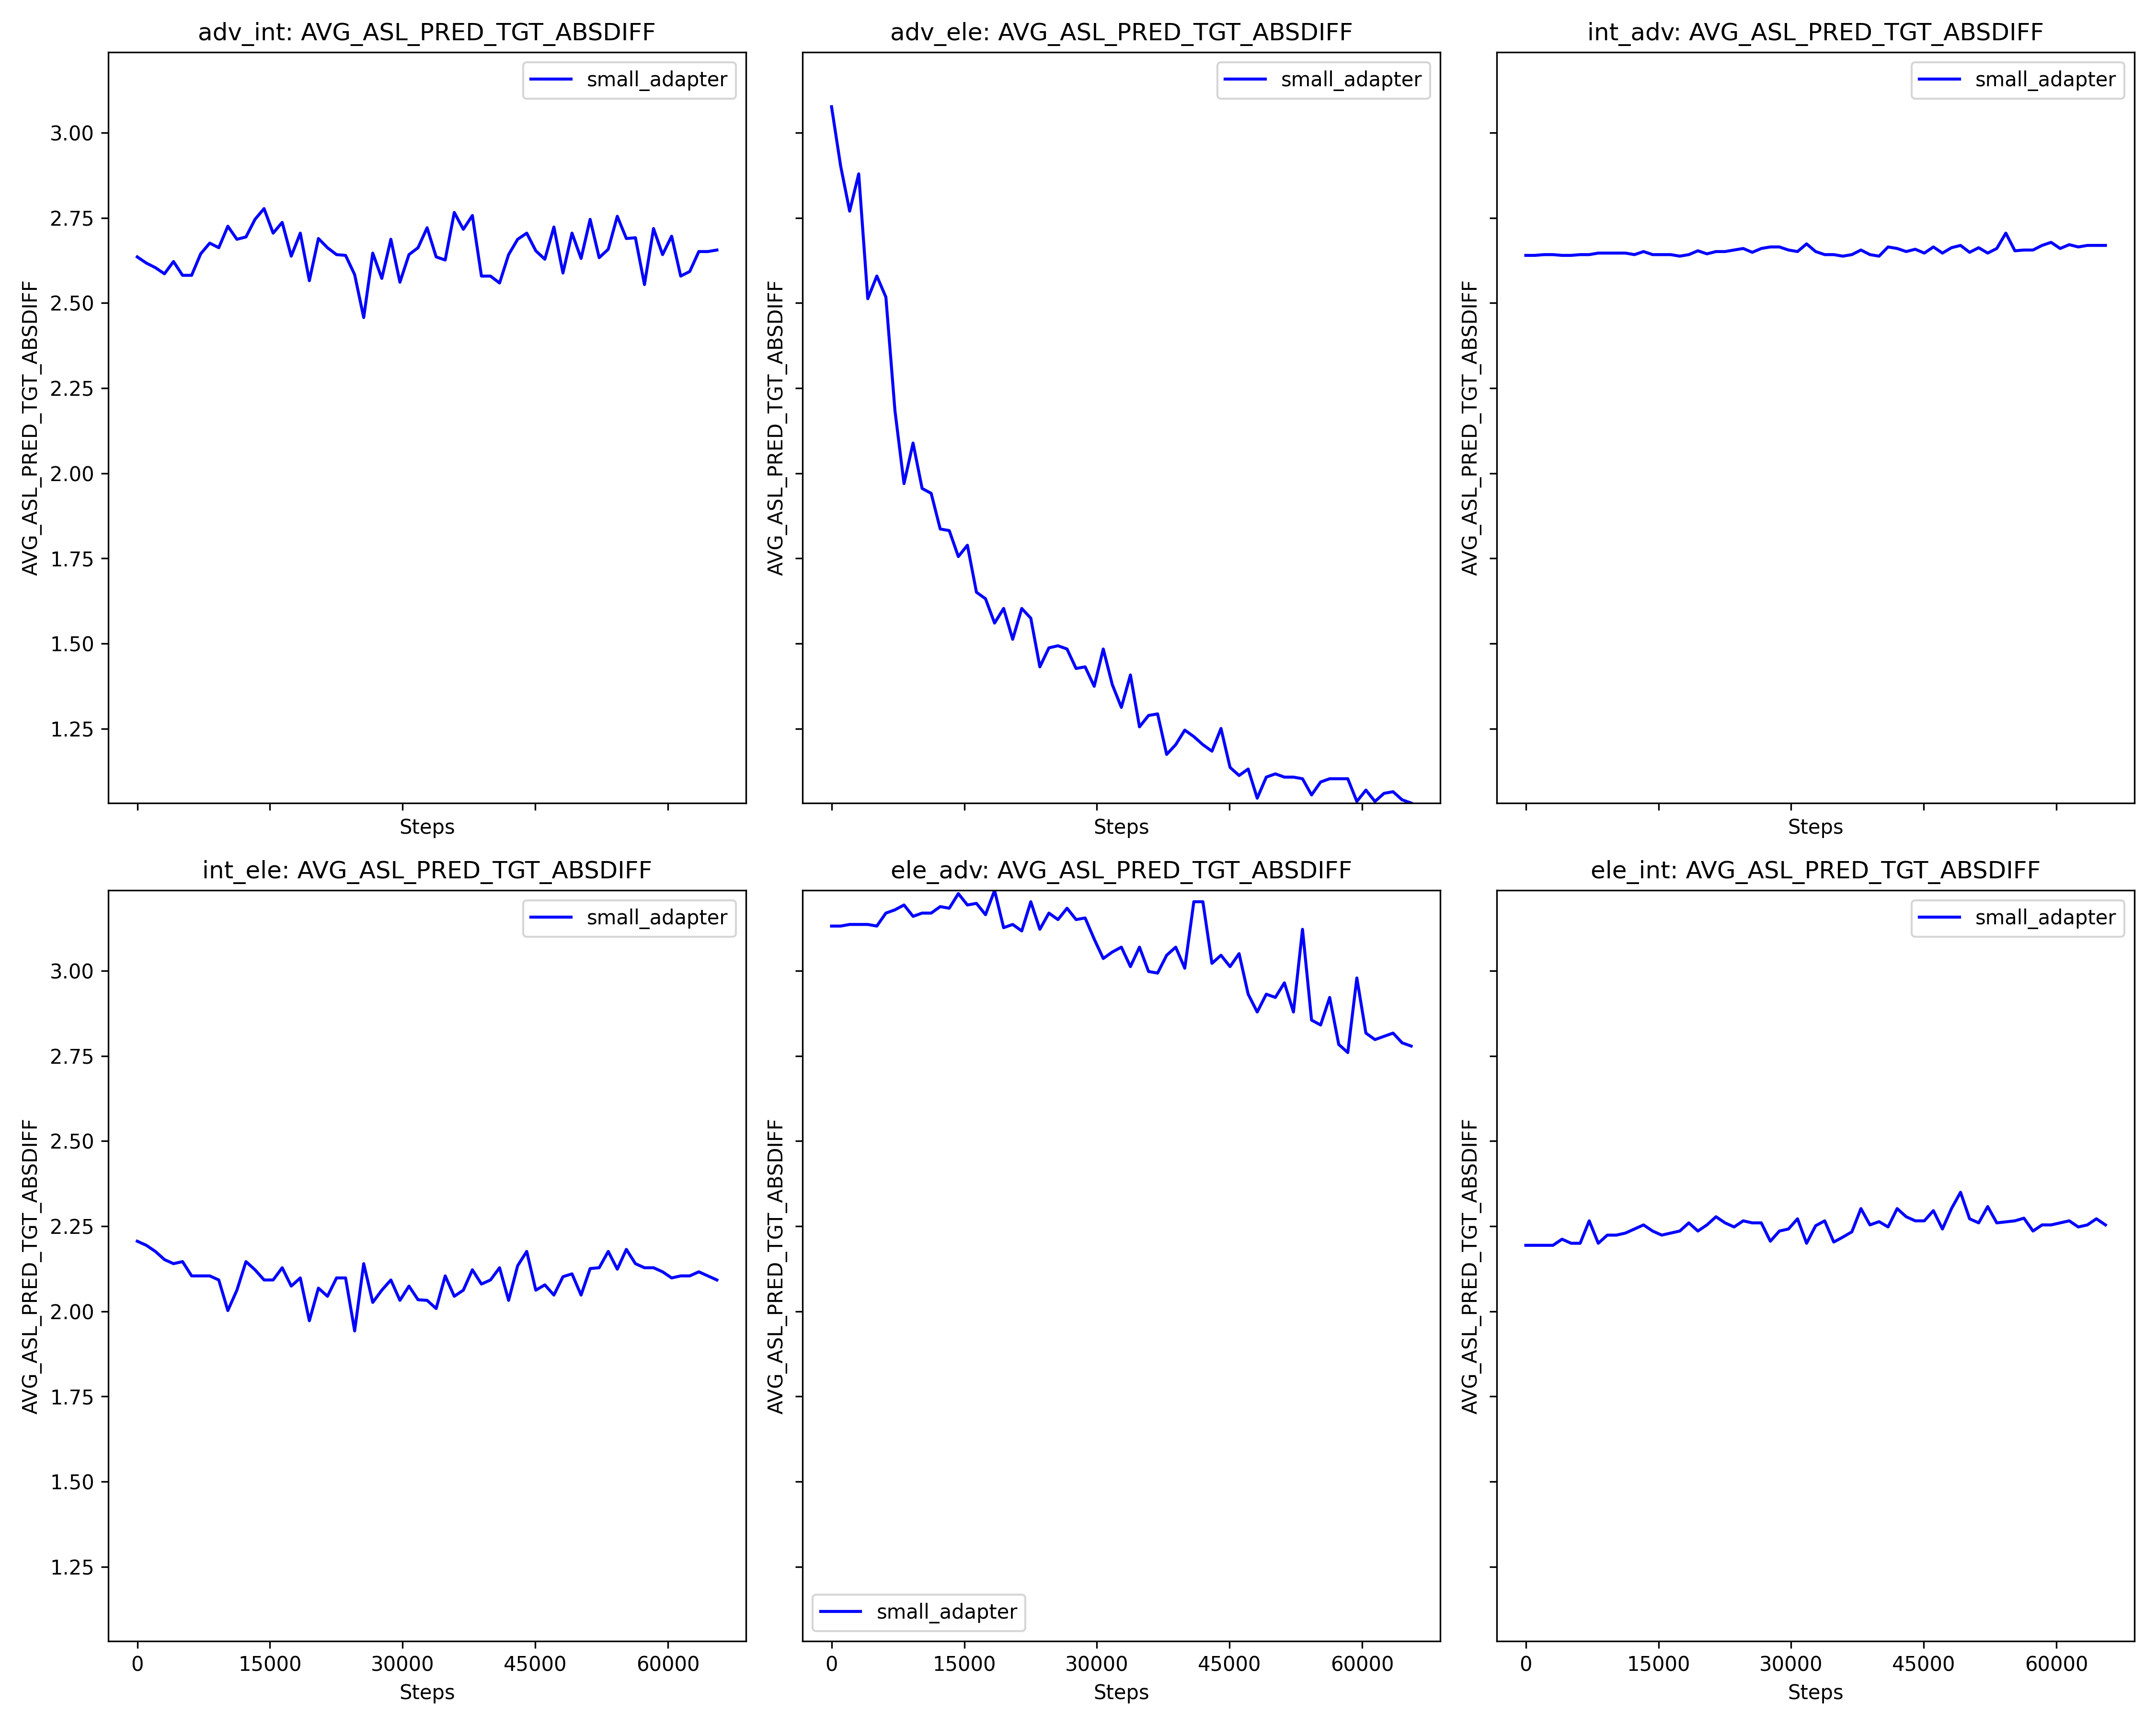 adv_int: AVG_ASL_PRED_TGT_ABSDIFF
small_adapter
AVG_ASL_PRED_TGT_ABSDIFF
3.00
2.75
2.50
2.25
2.00
1.75
1.50
1.25
Steps
adv_ele: AVG_ASL_PRED_TGT_ABSDIFF
small_adapter
AVG_ASL_PRED_TGT_ABSDIFF
Steps
int_adv: AVG_ASL_PRED_TGT_ABSDIFF
small_adapter
AVG_ASL_PRED_TGT_ABSDIFF
Steps
int_ele: AVG_ASL_PRED_TGT_ABSDIFF
small_adapter
AVG_ASL_PRED_TGT_ABSDIFF
3.00
2.75
2.50
2.25
2.00
1.75
1.50
1.25
0 15000 30000 45000 60000
Steps
ele_adv: AVG_ASL_PRED_TGT_ABSDIFF
AVG_ASL_PRED_TGT_ABSDIFF
small_adapter
0 15000 30000 45000 60000
Steps
ele_int: AVG_ASL_PRED_TGT_ABSDIFF
small_adapter
AVG_ASL_PRED_TGT_ABSDIFF
0 15000 30000 45000 60000
Steps